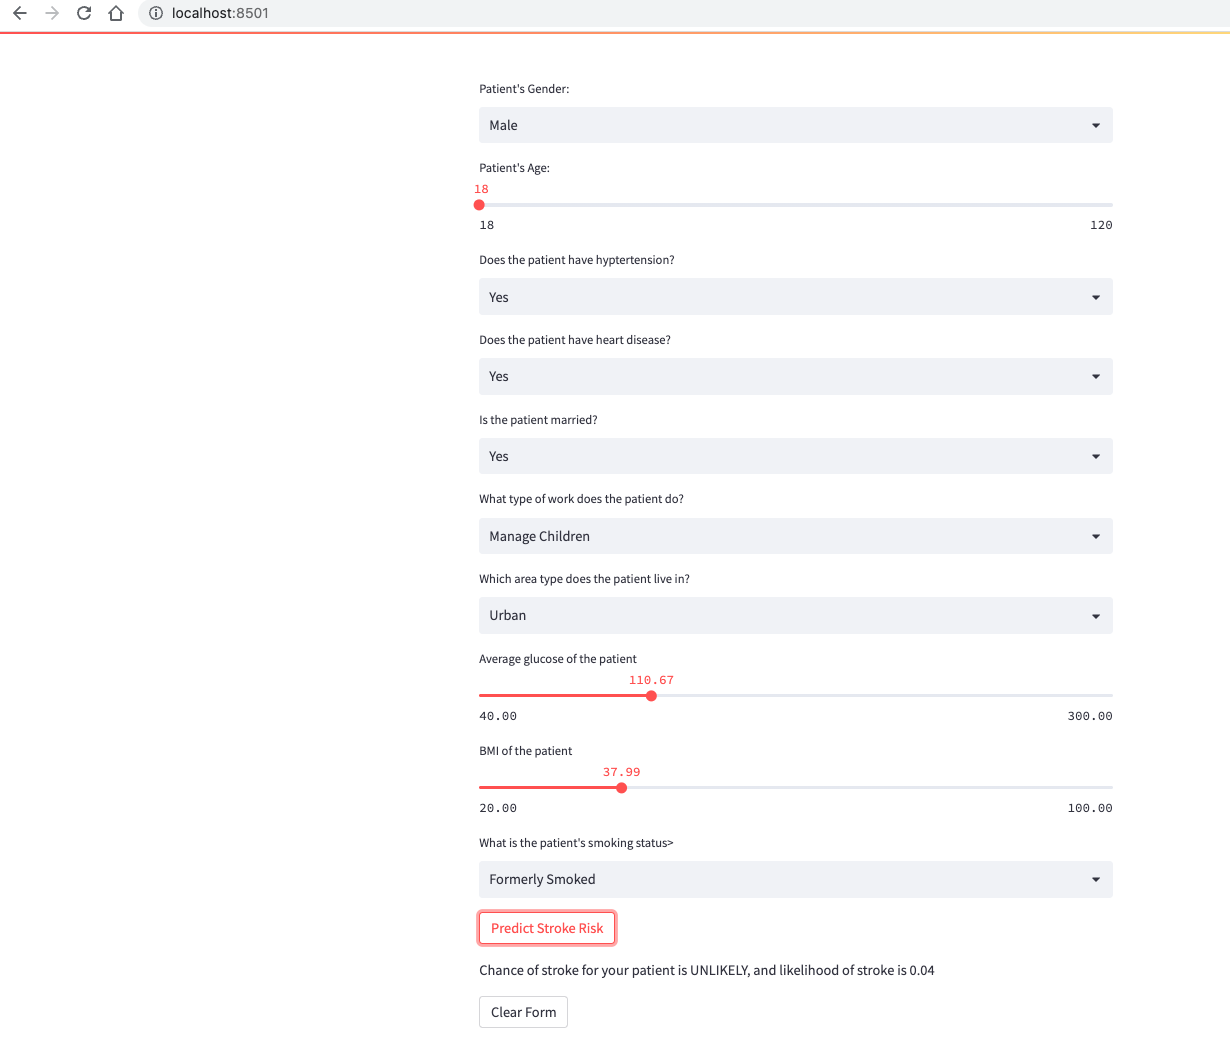 localhost:8501
Patient's Gender:
Male
Patient's Age:
18
18 120
Does the patient have hyptertension?
Yes
Does the patient have heart disease?
Yes
Is the patient married?
Yes
What type of work does the patient do?
Manage Children
Which area type does the patient live in?
Urban
Average glucose of the patient
110.67
40.00 300.00
BMI of the patient
37.99
20.00 100.00
What is the patient's smoking status>
Formerly Smoked
Predict Stroke Risk
Chance of stroke for your patient is UNLIKELY, and likelihood of stroke is 0.04
Clear Form